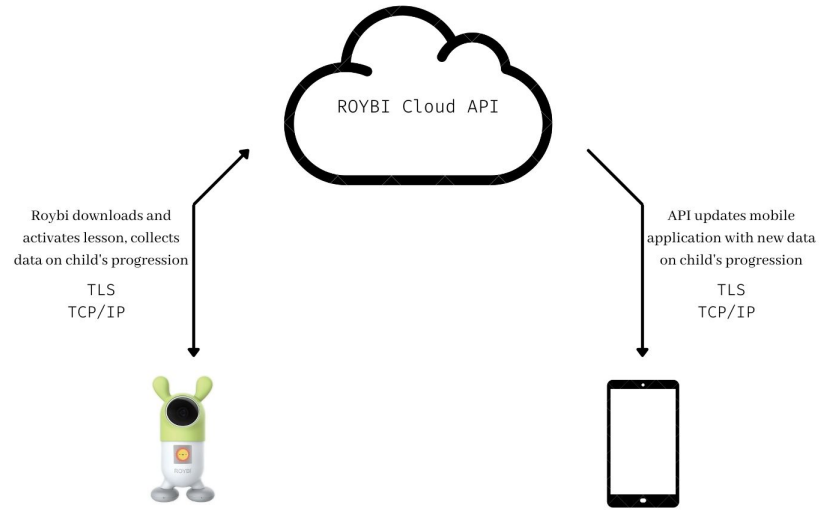 ROYBI Cloud API
Roybi downloads and
activates lesson, collects
data on child's progression
TLS
TCP/IP
API updates mobile
application with new data
on child's progression
TLS
TCP/IP
ROYBI